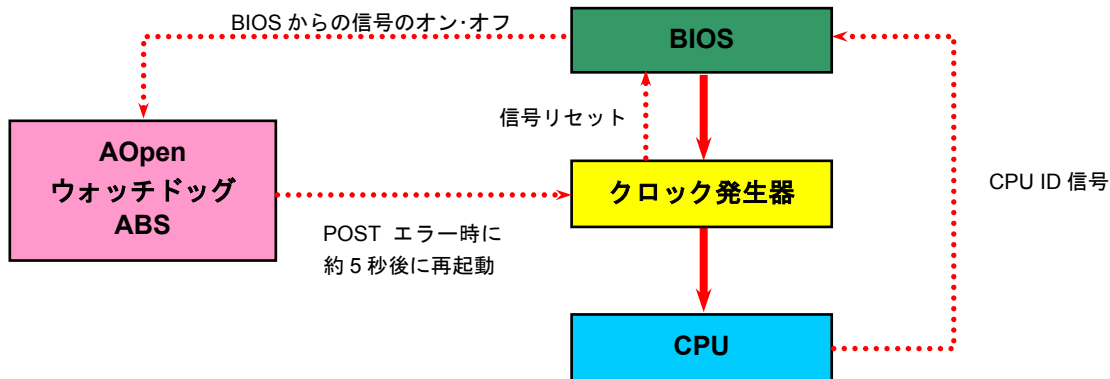 BIOS からの信号のオン･オフ
BIOS
信号リセット
AOpen
ウォッチドッグ
ABS
クロック発生器
CPU ID 信号
POST エラー時に
約 5 秒後に再起動
CPU